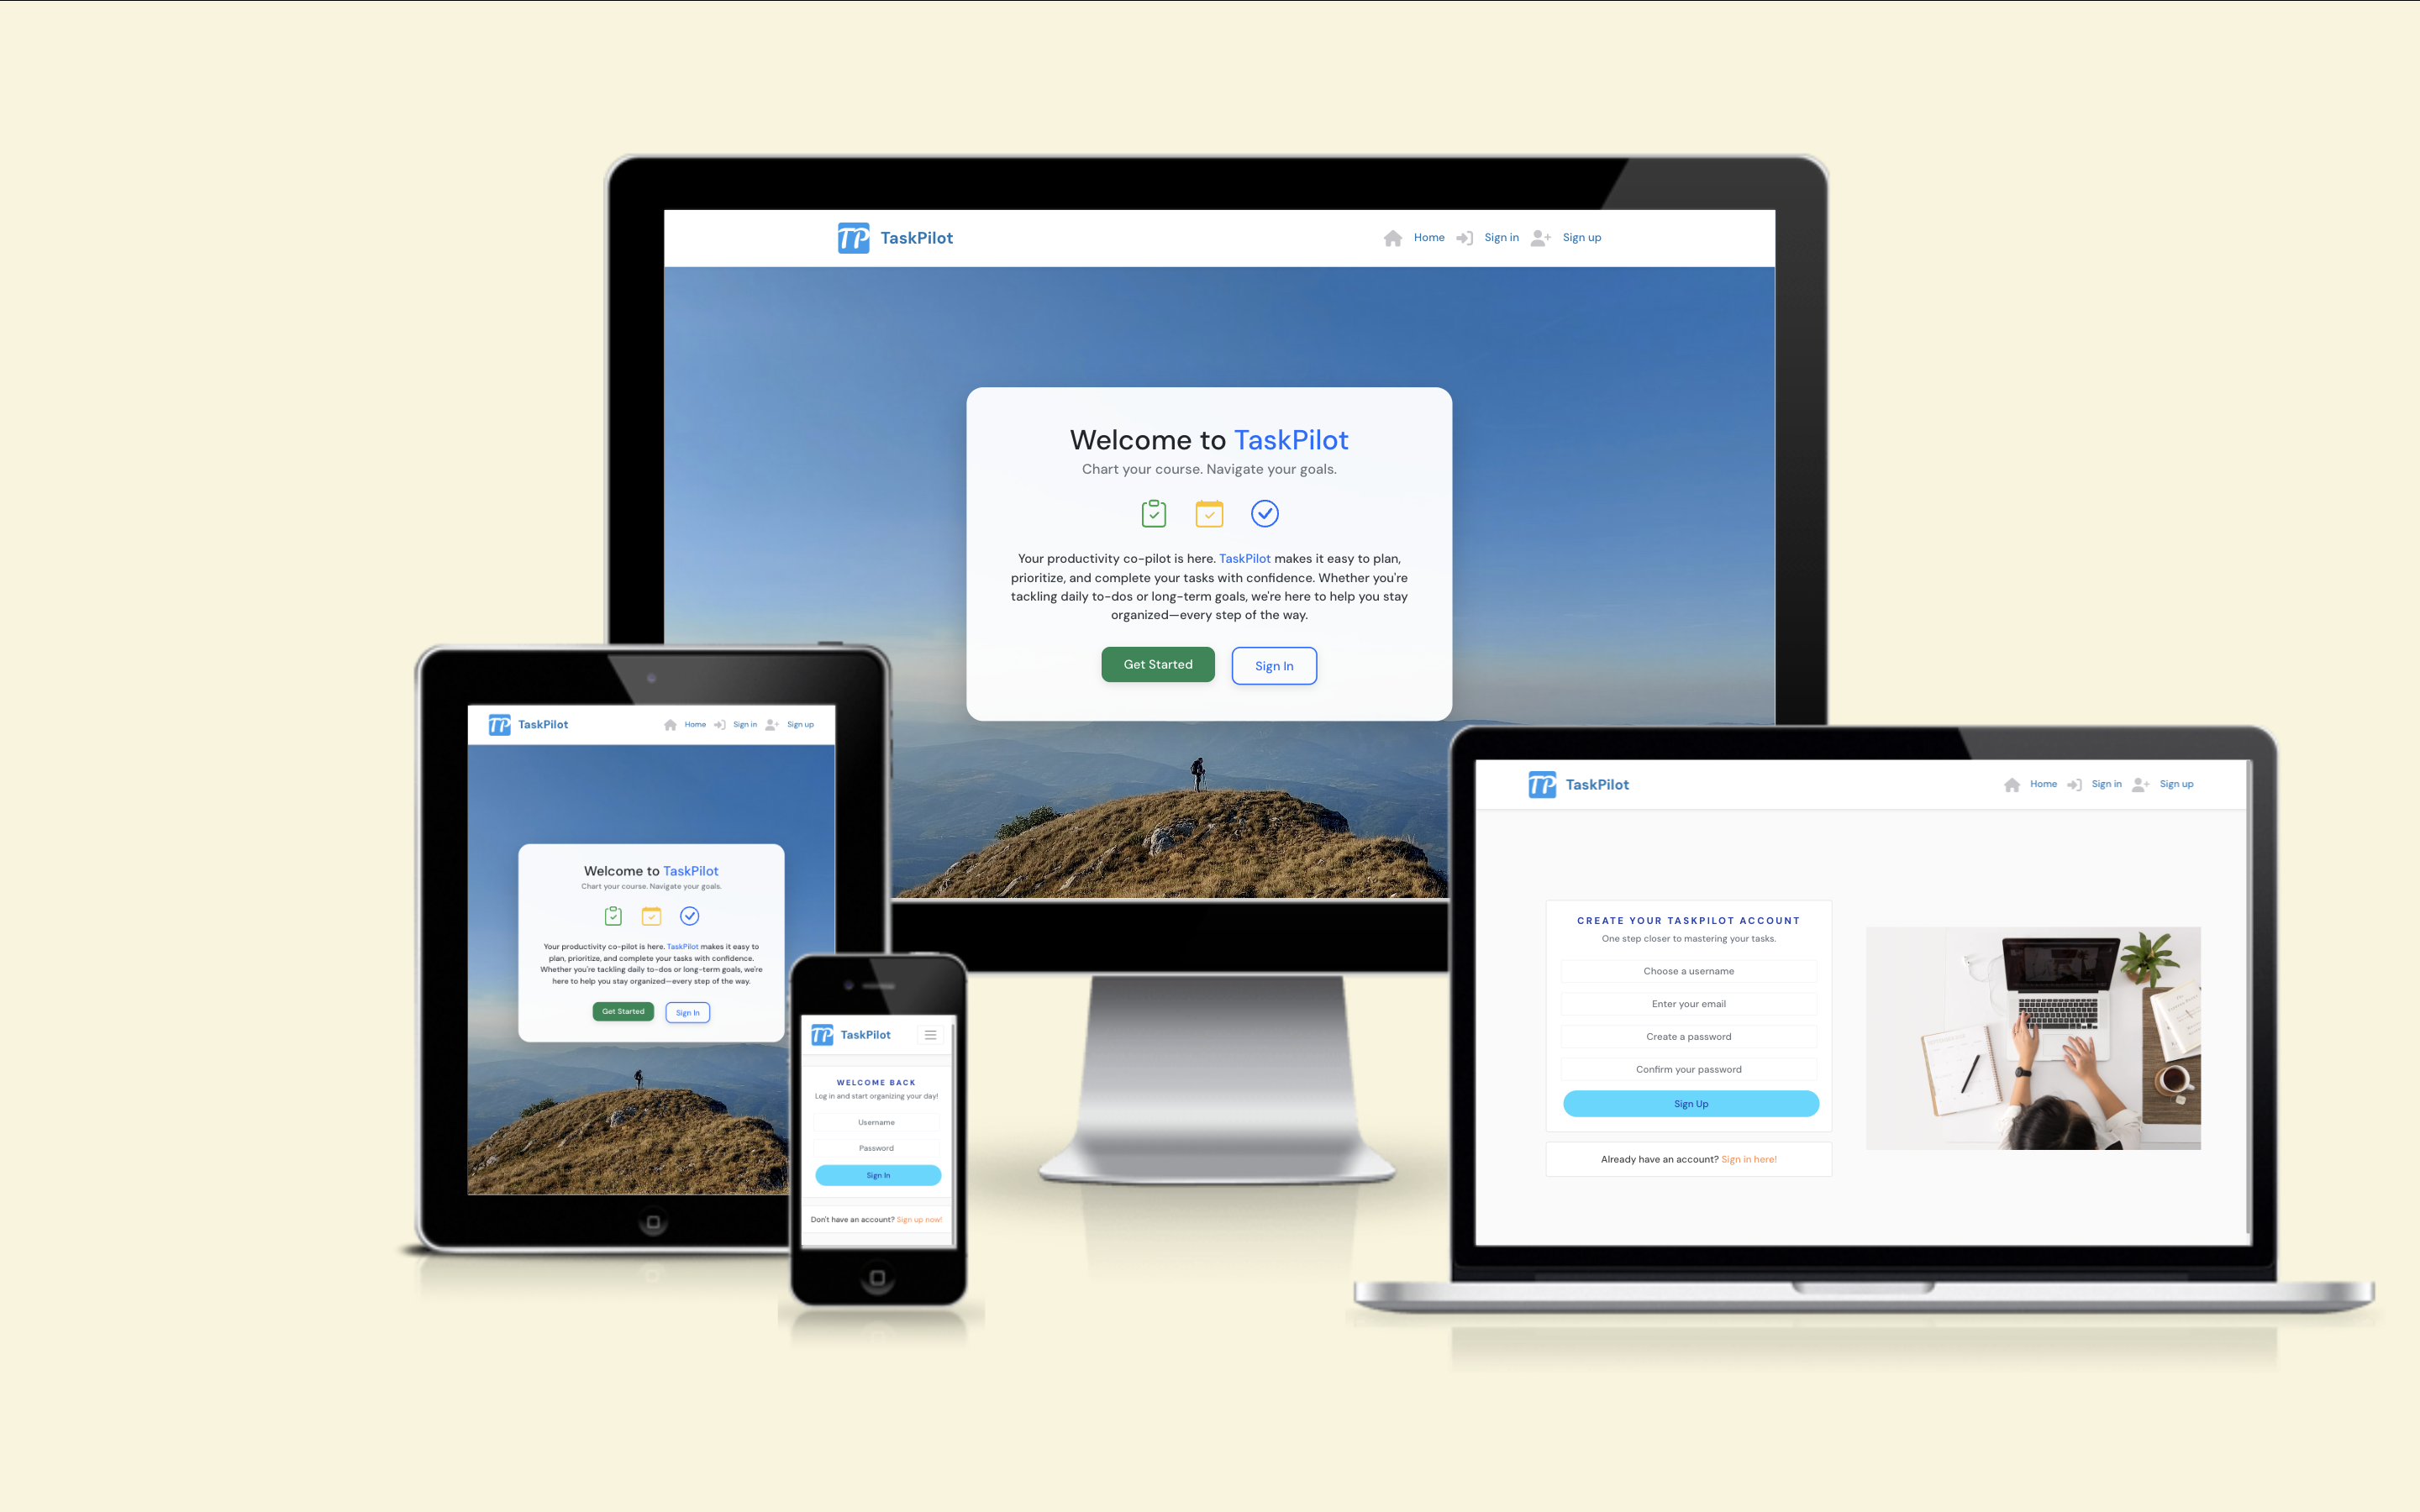 TP TaskPilot
Home Sign in Sign up
Welcome to TaskPilot
Chart your course. Navigate your goals.
Your productivity co-pilot is here. TaskPilot makes it easy to plan,
prioritize, and complete your tasks with confidence. Whether you're
tackling daily to-dos or long-term goals, we're here to help you stay
organized—every step of the way.
Get Started Sign In
TP TaskPilot
Home Sign in Sign up
Welcome to TaskPilot
Chart your course. Navigate your goals.
Your productivity co-pilot is here. TaskPilot makes it easy to
plan, prioritize, and complete your tasks with confidence.
Whether you're tackling daily to-dos or long-term goals, we're
here to help you stay organized—every step of the way.
Get Started Sign In
TP TaskPilot
WELCOME BACK
Log in and start organizing your day!
Username
Password
Sign In
Don't have an account? Sign up now!
TP TaskPilot
Home Sign in Sign up
CREATE YOUR TASKPILOT ACCOUNT
One step closer to mastering your tasks.
Choose a username
Enter your email
Create a password
Confirm your password
Sign Up
Already have an account? Sign in here!